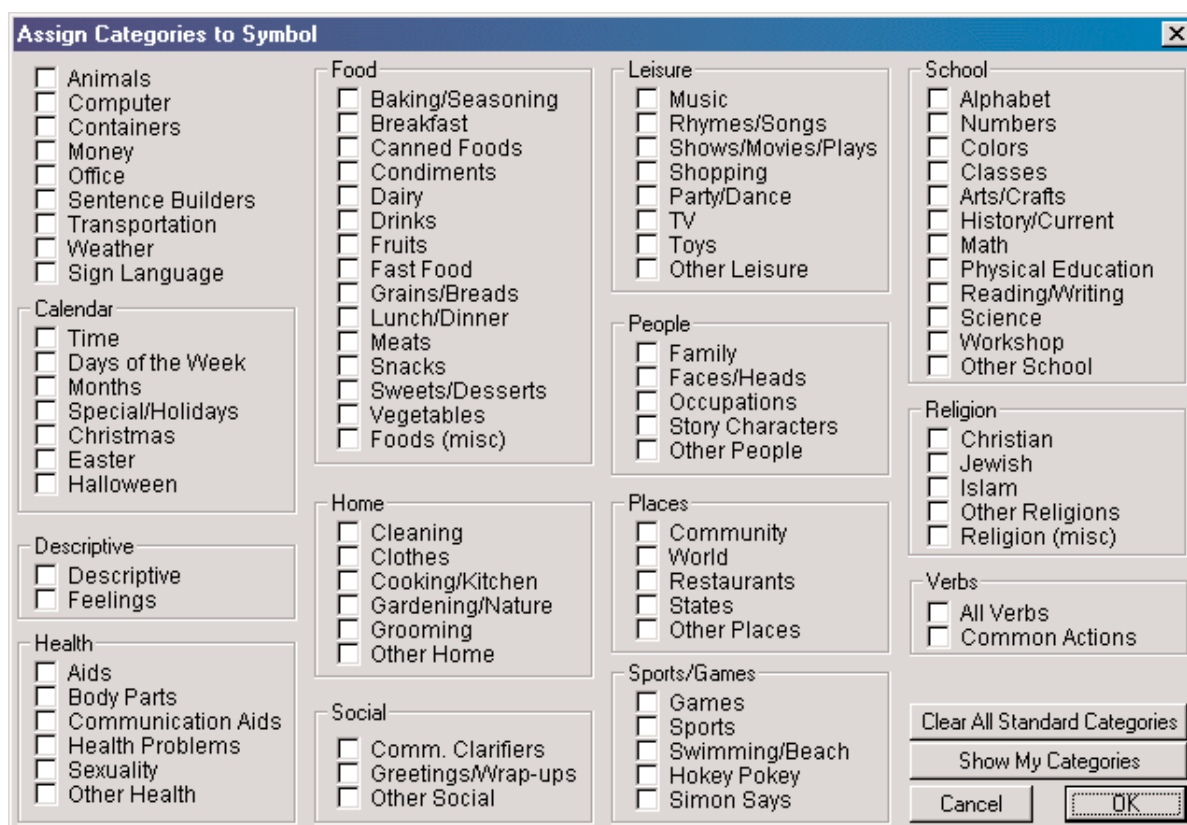 Assign Categories to Symbol
Animals
Computer
Containers
Money
Office
Sentence Builders
Transportation
Weather
Sign Language
Calendar
Time
Days of the Week
Months
Special/Holidays
Christmas
Easter
Halloween
Descriptive
Descriptive
Feelings
Health
Aids
Body Parts
Communication Aids
Health Problems
Sexuality
Other Health
Food
Baking/Seasoning
Breakfast
Canned Foods
Condiments
Dairy
Drinks
Fruits
Fast Food
Grains/Breads
Lunch/Dinner
Meats
Snacks
Sweets/Desserts
Vegetables
Foods (misc)
Home
Cleaning
Clothes
Cooking/Kitchen
Gardening/Nature
Grooming
Other Home
Social
Comm. Clarifiers
Greetings/Wrap-ups
Other Social
Leisure
Music
Rhymes/Songs
Shows/Movies/Plays
Shopping
Party/Dance
TV
Toys
Other Leisure
People
Family
Faces/Heads
Occupations
Story Characters
Other People
Places
Community
World
Restaurants
States
Other Places
Sports/Games
Games
Sports
Swimming/Beach
Hokey Pokey
Simon Says
School
Alphabet
Numbers
Colors
Classes
Arts/Crafts
History/Current
Math
Physical Education
Reading/Writing
Science
Workshop
Other School
Religion
Christian
Jewish
Islam
Other Religions
Religion (misc)
Verbs
All Verbs
Common Actions
Clear All Standard Categories
Show My Categories
Cancel
OK